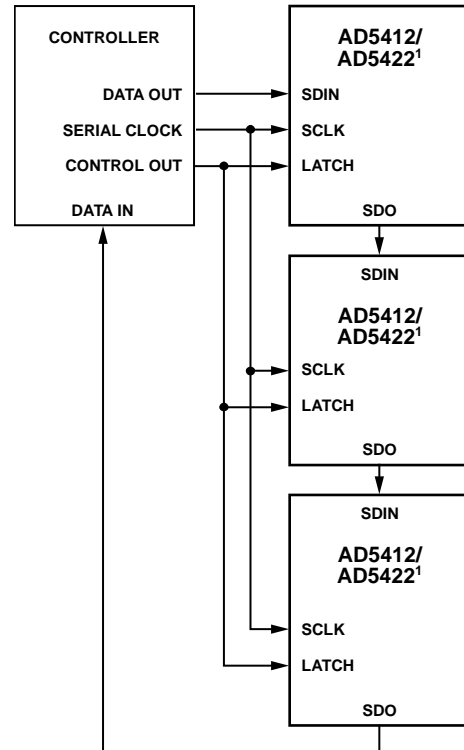 CONTROLLER
DATA OUT
SERIAL CLOCK
CONTROL OUT
DATA IN
AD5412/
AD5422¹
SDIN
SCLK
LATCH
SDO
SDIN
AD5412/
AD5422¹
SCLK
LATCH
SDO
SDIN
AD5412/
AD5422¹
SCLK
LATCH
SDO